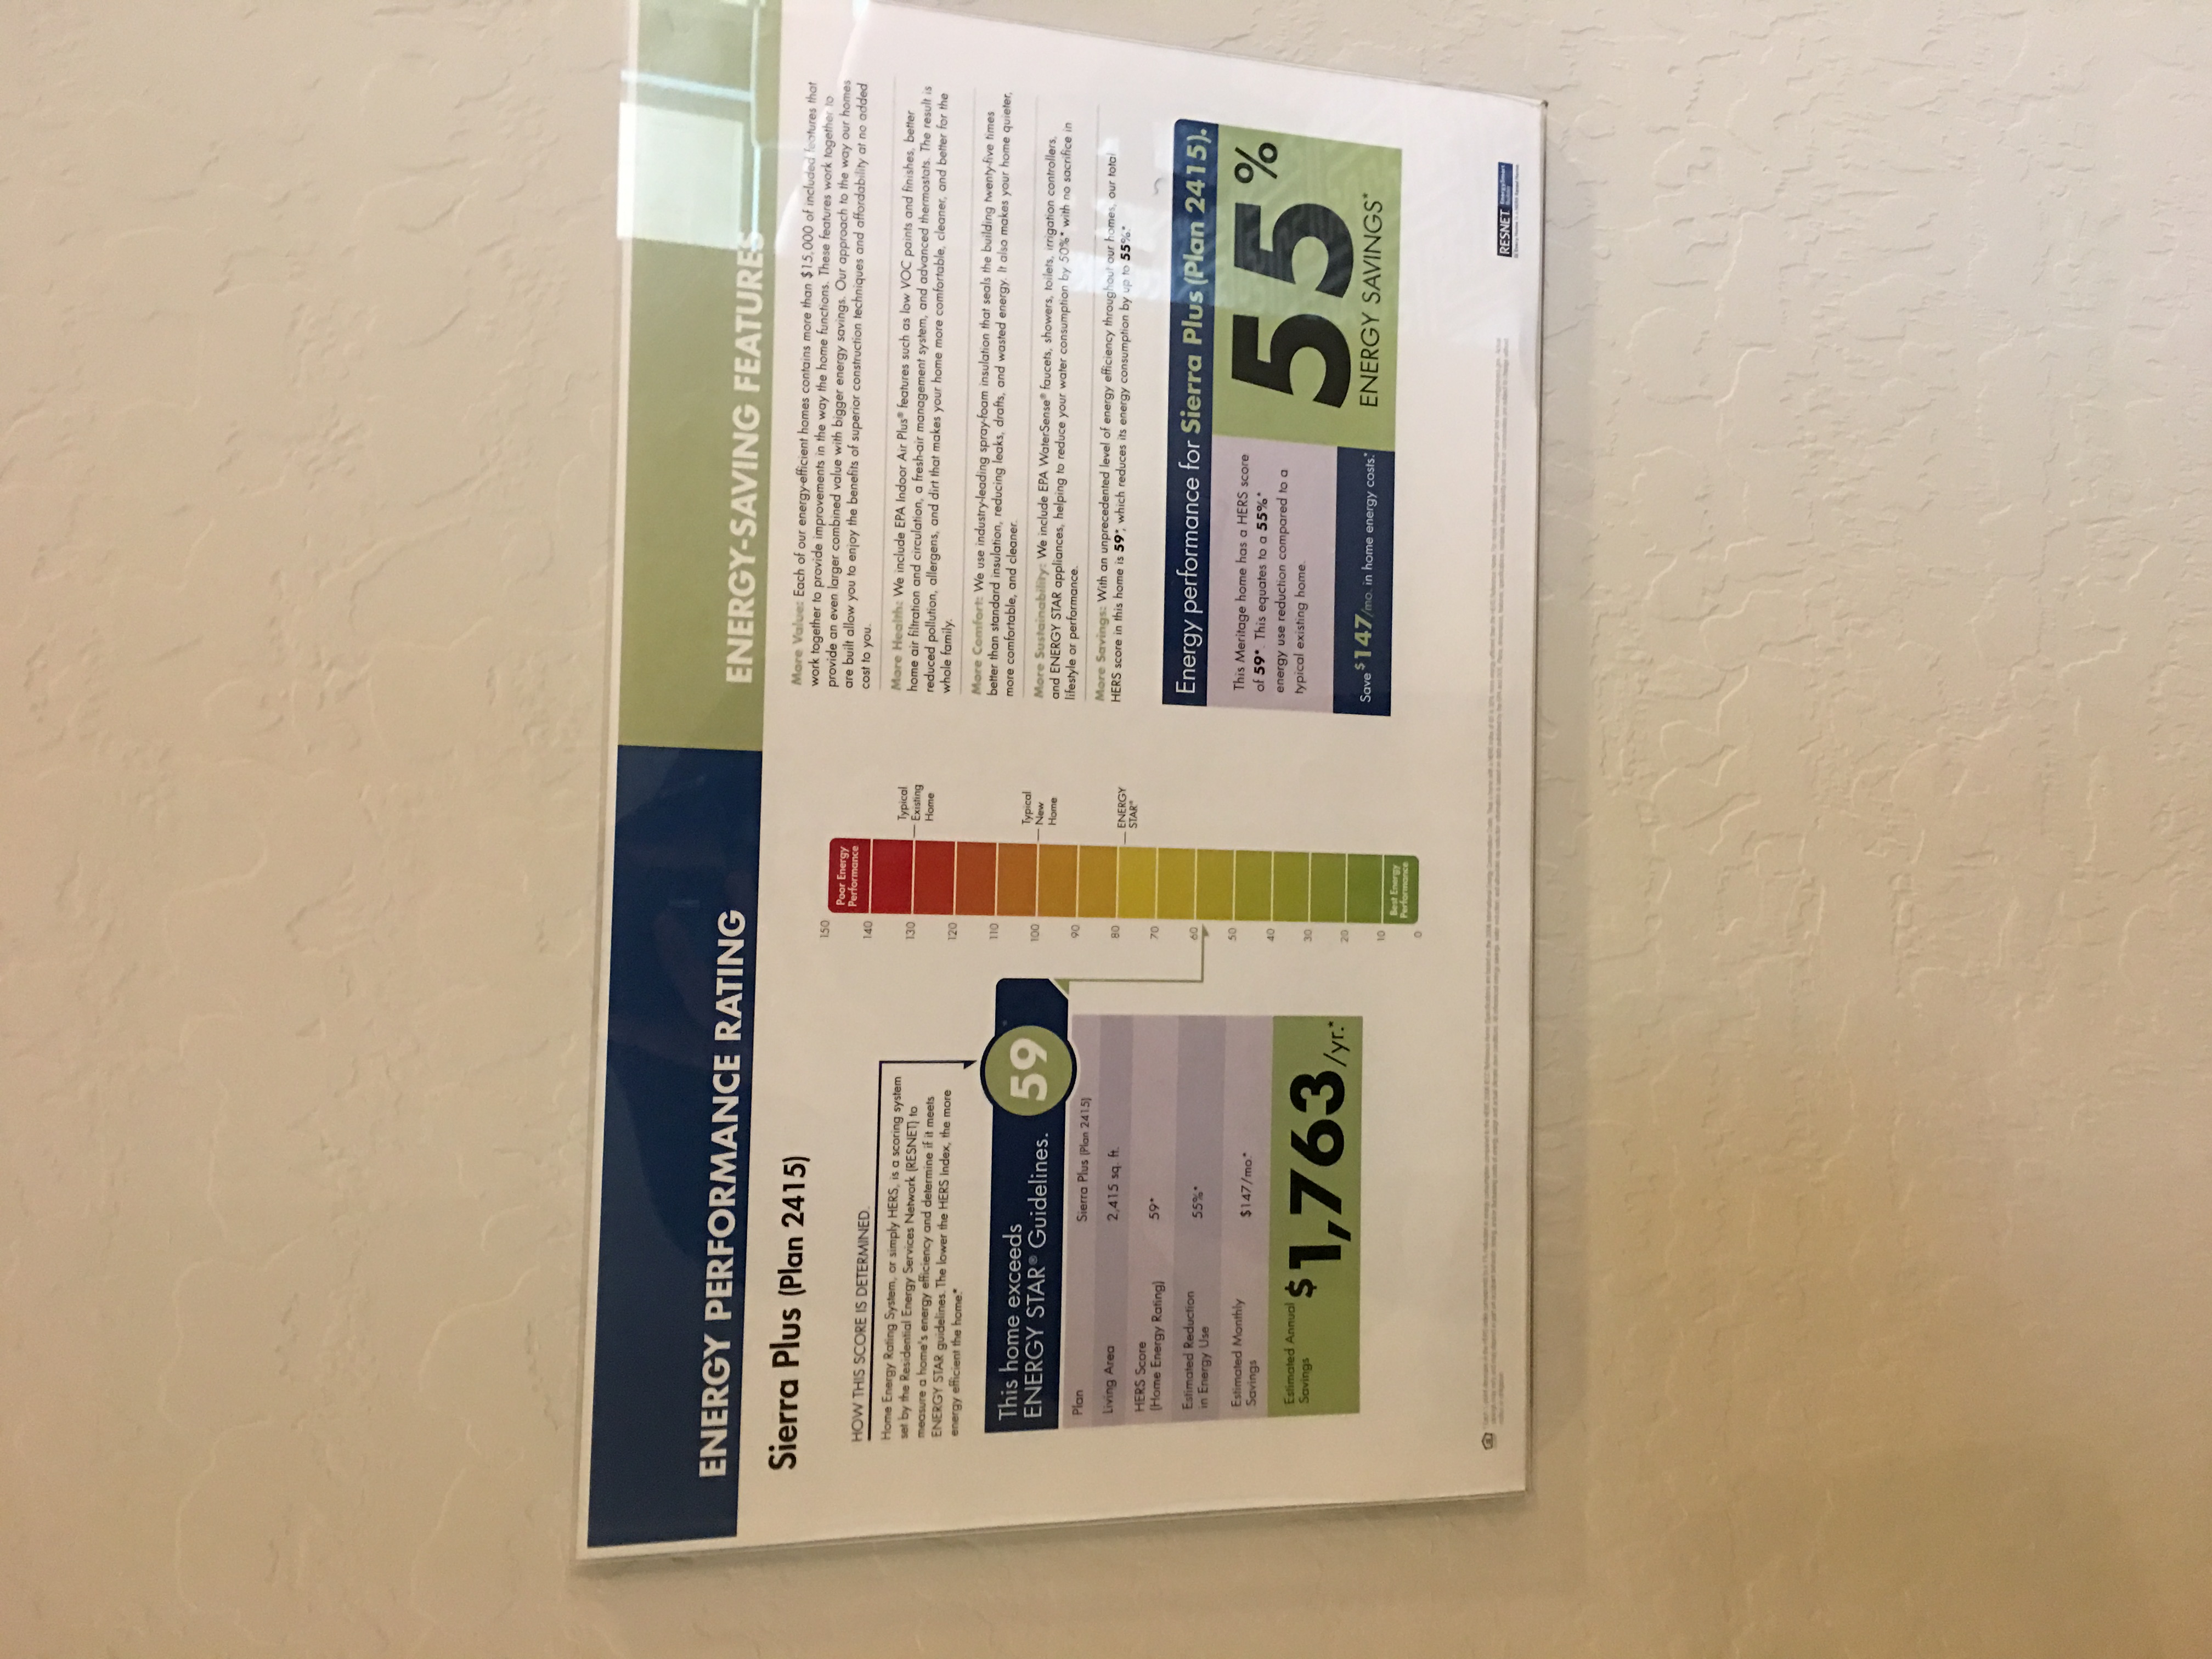 ENERGY PERFORMANCE RATING
Sierra Plus (Plan 2415)
HOW THIS SCORE IS DETERMINED.
Home Energy Rating System, or simply HERS, is a scoring system
set by the Residential Energy Services Network (RESNET) to
measure a home's energy efficiency and determine if it meets
ENERGY STAR guidelines. The lower the HERS Index, the more
energy efficient the home.*
This home exceeds
ENERGY STAR® Guidelines.
59
Plan Sierra Plus (Plan 2415)
Living Area 2,415 sq. ft.
HERS Score
(Home Energy Rating) 59*
Estimated Reduction
in Energy Use 55%*
Estimated Monthly
Savings $147/mo.*
Estimated Annual
Savings $1,763/yr.*
150
Poor Energy
Performance
140
130
Typical
Existing
Home
120
110
100
Typical
New
Home
90
80
ENERGY
STAR®
70
60
50
40
30
20
10
Best Energy
Performance
0
ENERGY-SAVING FEATURES
More Value: Each of our energy-efficient homes contains more than $15,000 of included features that
work together to provide improvements in the way the home functions. These features work together to
provide an even larger combined value with bigger energy savings. Our approach to the way our homes
are built allow you to enjoy the benefits of superior construction techniques and affordability at no added
cost to you.
More Health: We include EPA Indoor Air Plus® features such as low VOC paints and finishes, better
home air filtration and circulation, a fresh-air management system, and advanced thermostats. The result is
reduced pollution, allergens, and dirt that makes your home more comfortable, cleaner, and better for the
whole family.
More Comfort: We use industry-leading spray-foam insulation that seals the building twenty-five times
better than standard insulation, reducing leaks, drafts, and wasted energy. It also makes your home quieter,
more comfortable, and cleaner.
More Sustainability: We include EPA WaterSense® faucets, showers, toilets, irrigation controllers,
and ENERGY STAR appliances, helping to reduce your water consumption by 50%* with no sacrifice in
lifestyle or performance.
More Savings: With an unprecedented level of energy efficiency throughout our homes, our total
HERS score in this home is 59*, which reduces its energy consumption by up to 55%.*
Energy performance for Sierra Plus (Plan 2415).
This Meritage home has a HERS score
of 59*. This equates to a 55%*
energy use reduction compared to a
typical existing home.
Save $147/mo. in home energy costs.*
55%
ENERGY SAVINGS*
RESNET EnergySmart
Builder